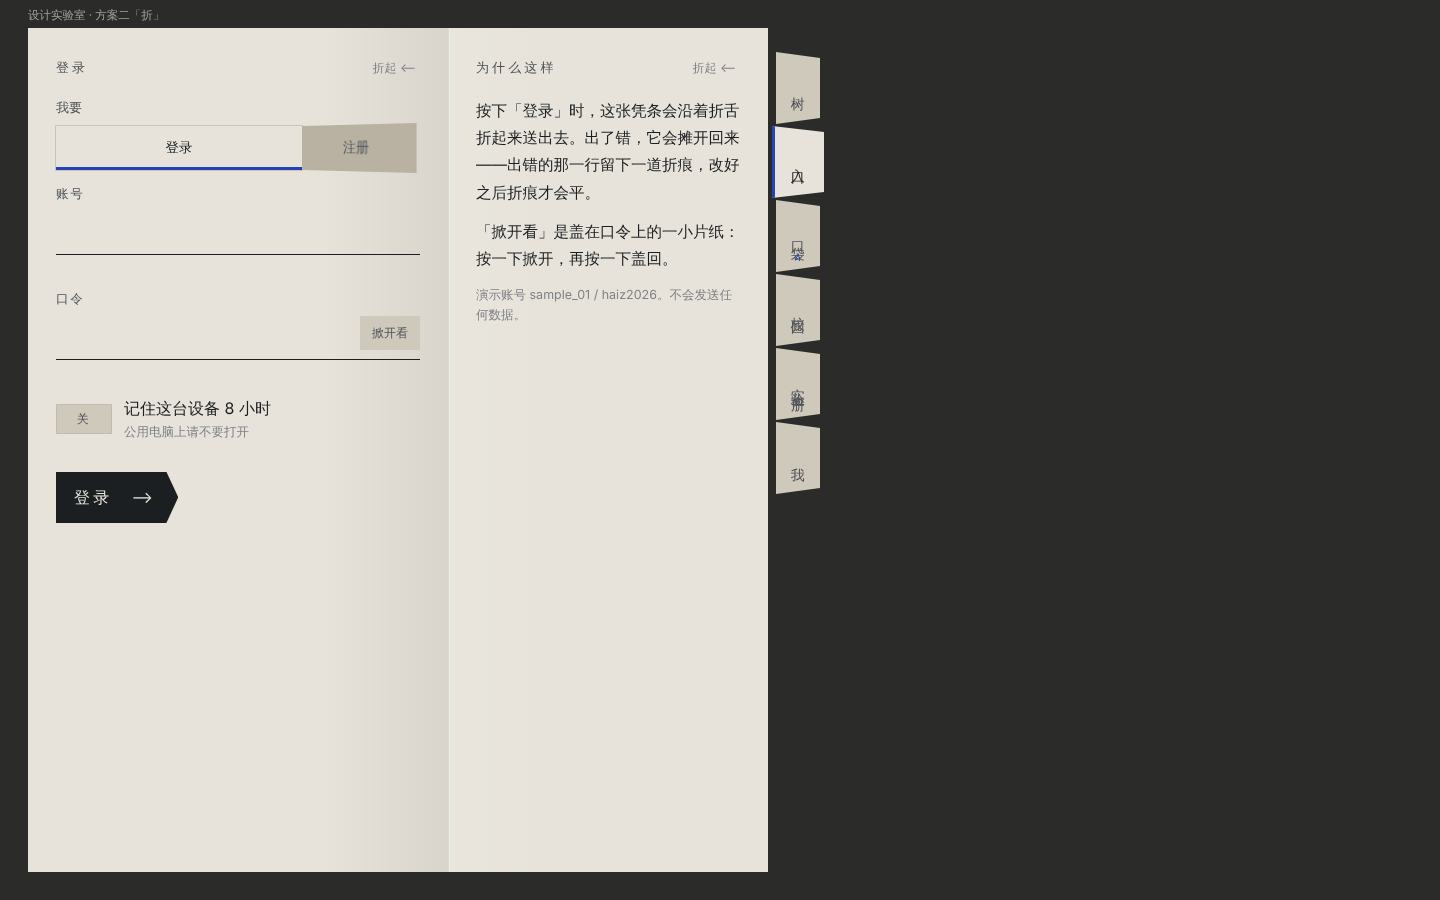 设计实验室 · 方案二「折」
登录
折起 ←
我要
登录
注册
账号
口令
掀开看
关
记住这台设备 8 小时
公用电脑上请不要打开
登录 →
为什么这样
折起 ←
按下「登录」时，这张凭条会沿着折舌
折起来送出去。出了错，它会摊开回来
——出错的那一行留下一道折痕，改好
之后折痕才会平。
「掀开看」是盖在口令上的一小片纸：
按一下掀开，再按一下盖回。
演示账号 sample_01 / haiz2026。不会发送任
何数据。
树
入口
口袋
我